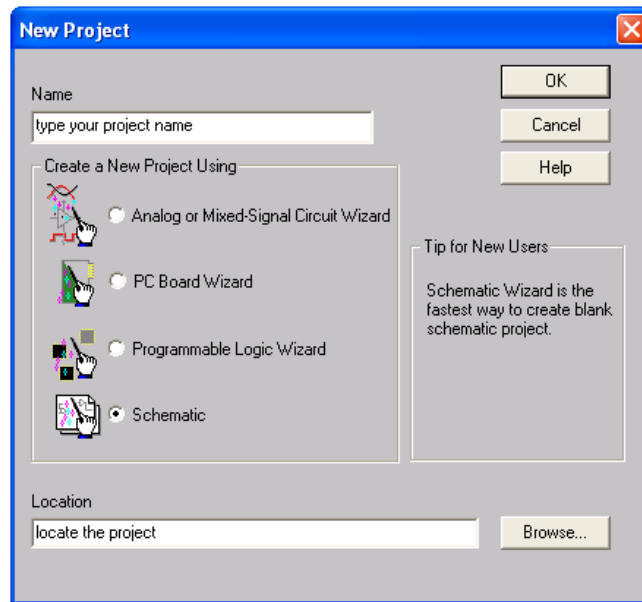 New Project
Name
type your project name
OK
Cancel
Help
Create a New Project Using
Analog or Mixed-Signal Circuit Wizard
PC Board Wizard
Programmable Logic Wizard
Schematic
Tip for New Users
Schematic Wizard is the
fastest way to create blank
schematic project.
Location
locate the project
Browse...